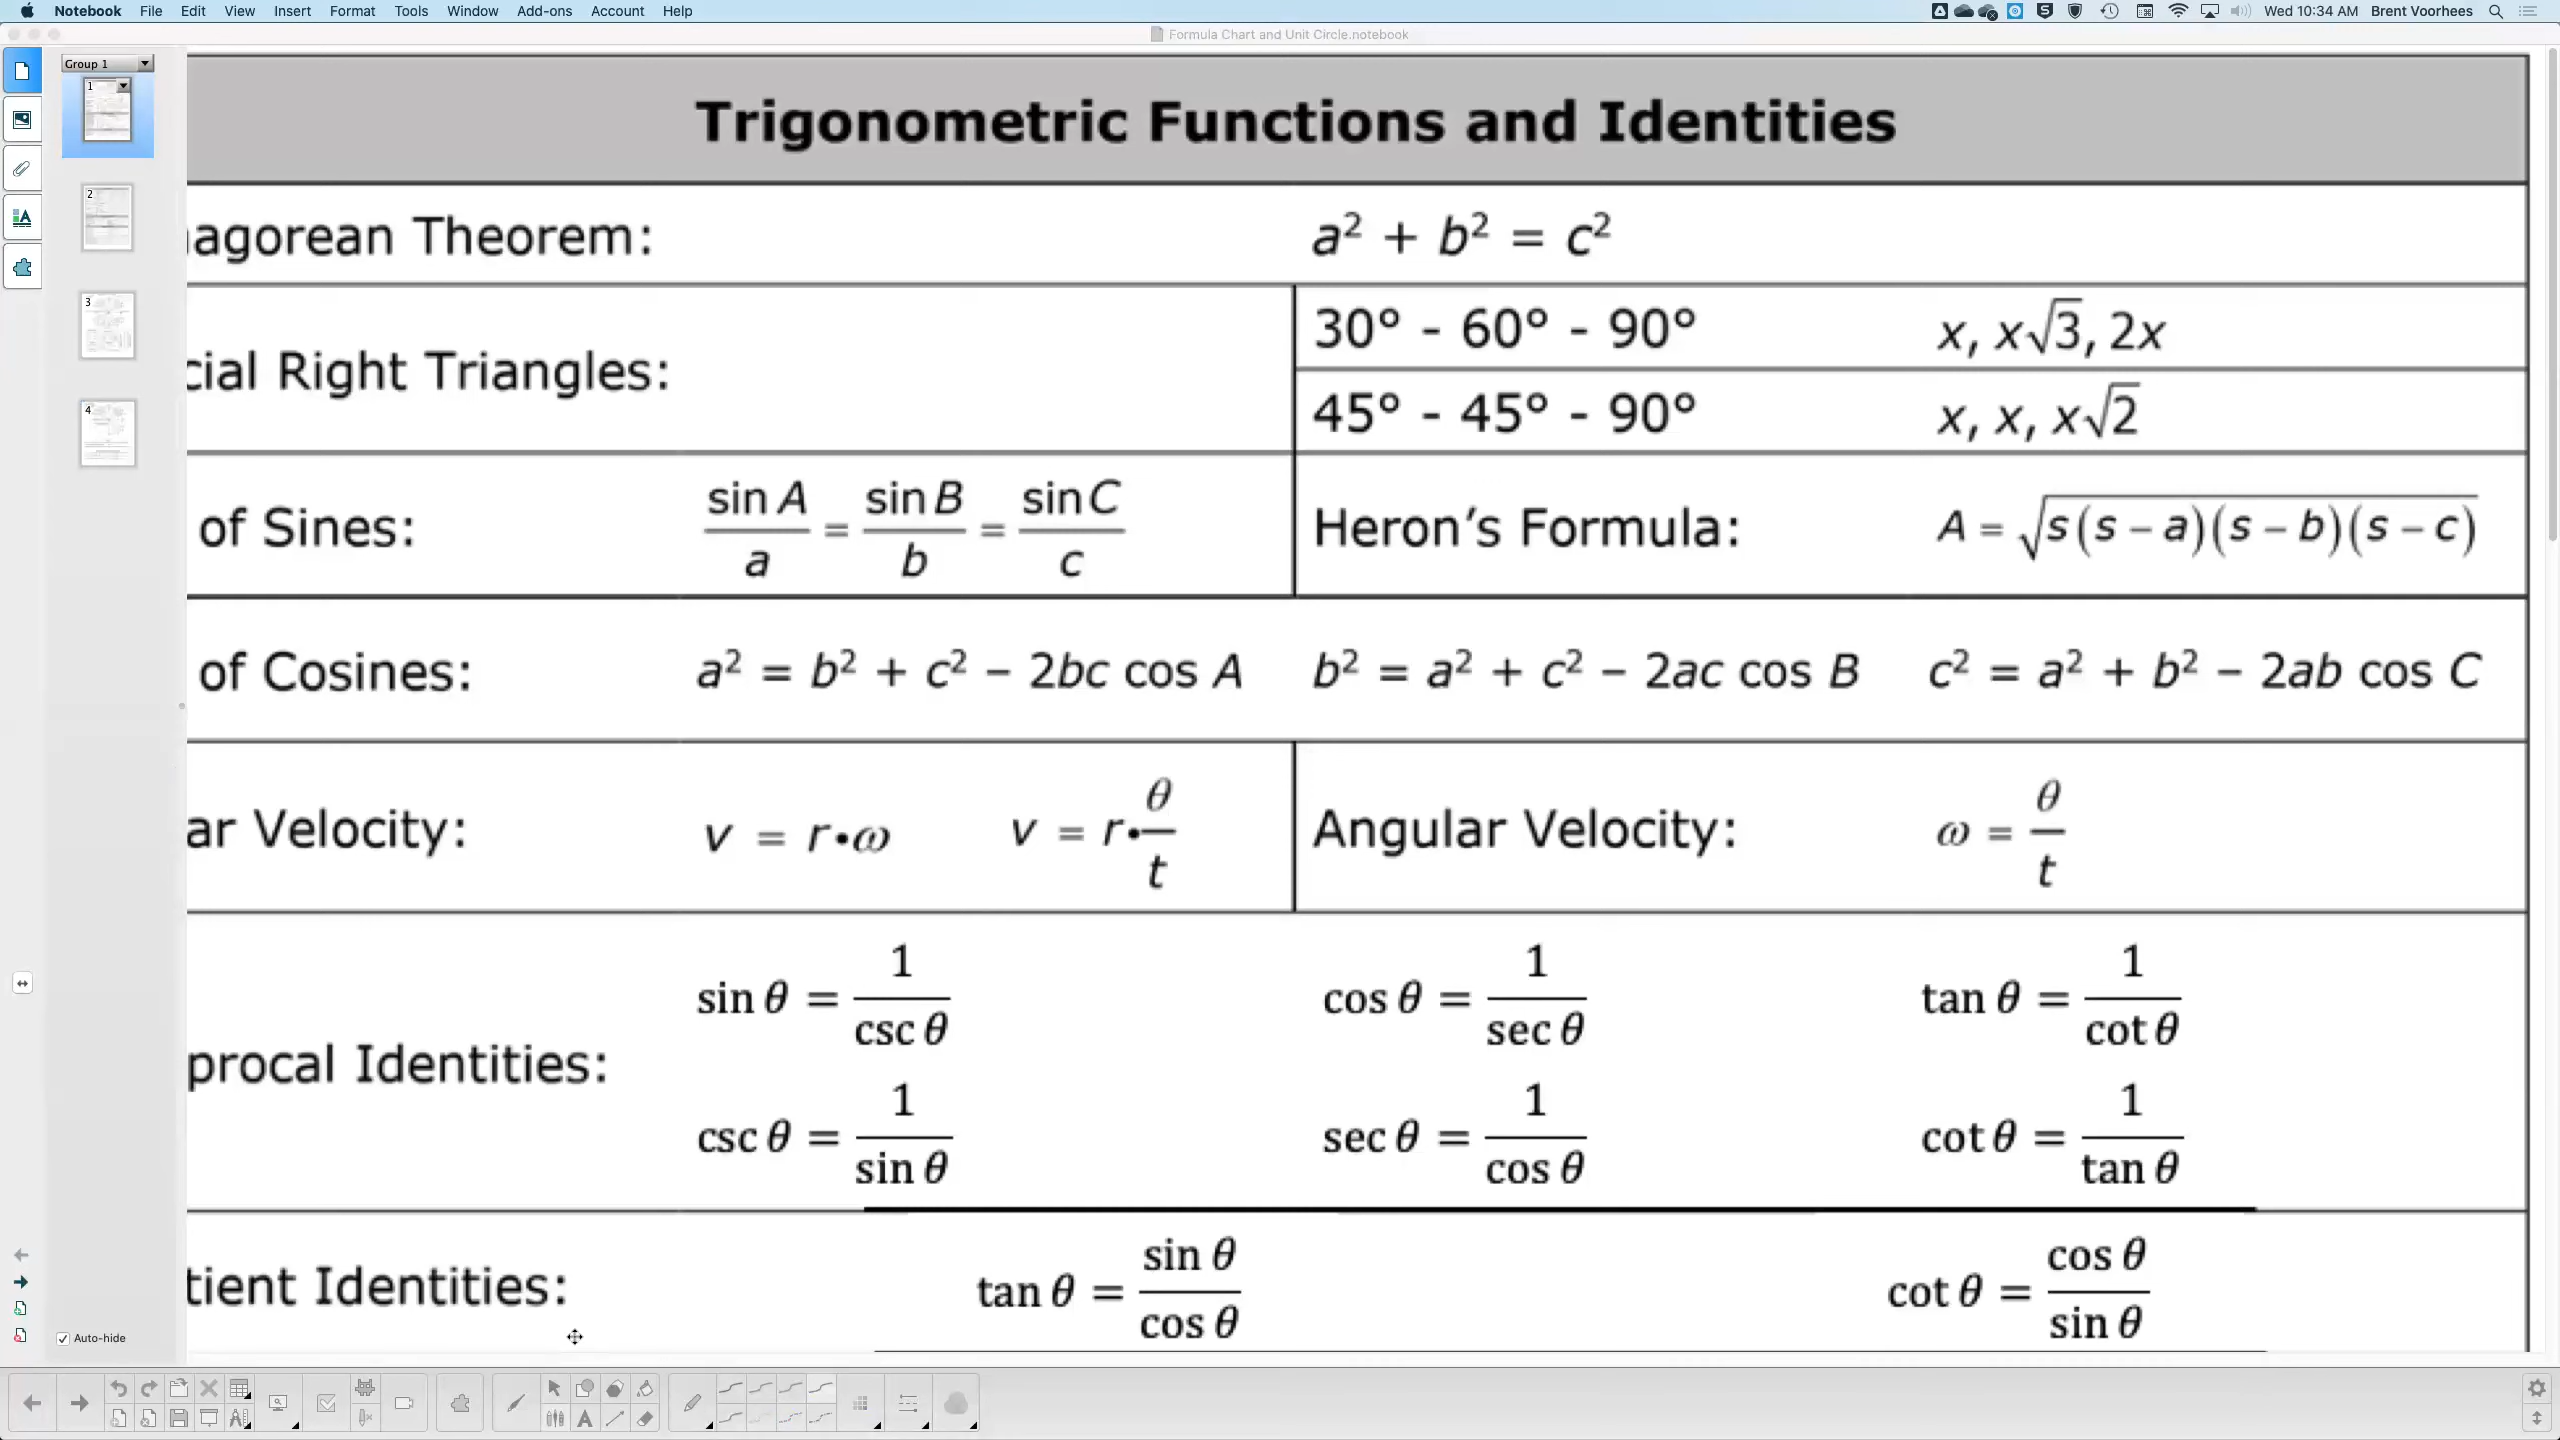 Notebook File Edit View Insert Format Tools Window Add-ons Account Help Wed 10:34 AM Brent Voorhees
Formula Chart and Unit Circle.notebook
Group 1
1
2
3
4
Trigonometric Functions and Identities
agorean Theorem: a² + b² = c²
cial Right Triangles:
30° - 60° - 90° x, x√3, 2x
45° - 45° - 90° x, x, x√2
of Sines: sin A/a = sin B/b = sin C/c Heron’s Formula: A = √s(s – a)(s – b)(s – c)
of Cosines: a² = b² + c² – 2bc cos A b² = a² + c² – 2ac cos B c² = a² + b² – 2ab cos C
ar Velocity: v = r•ω v = r•θ/t Angular Velocity: ω = θ/t
sin θ = 1/csc θ cos θ = 1/sec θ tan θ = 1/cot θ
procal Identities:
csc θ = 1/sin θ sec θ = 1/cos θ cot θ = 1/tan θ
tient Identities: tan θ = sin θ/cos θ cot θ = cos θ/sin θ
Auto-hide